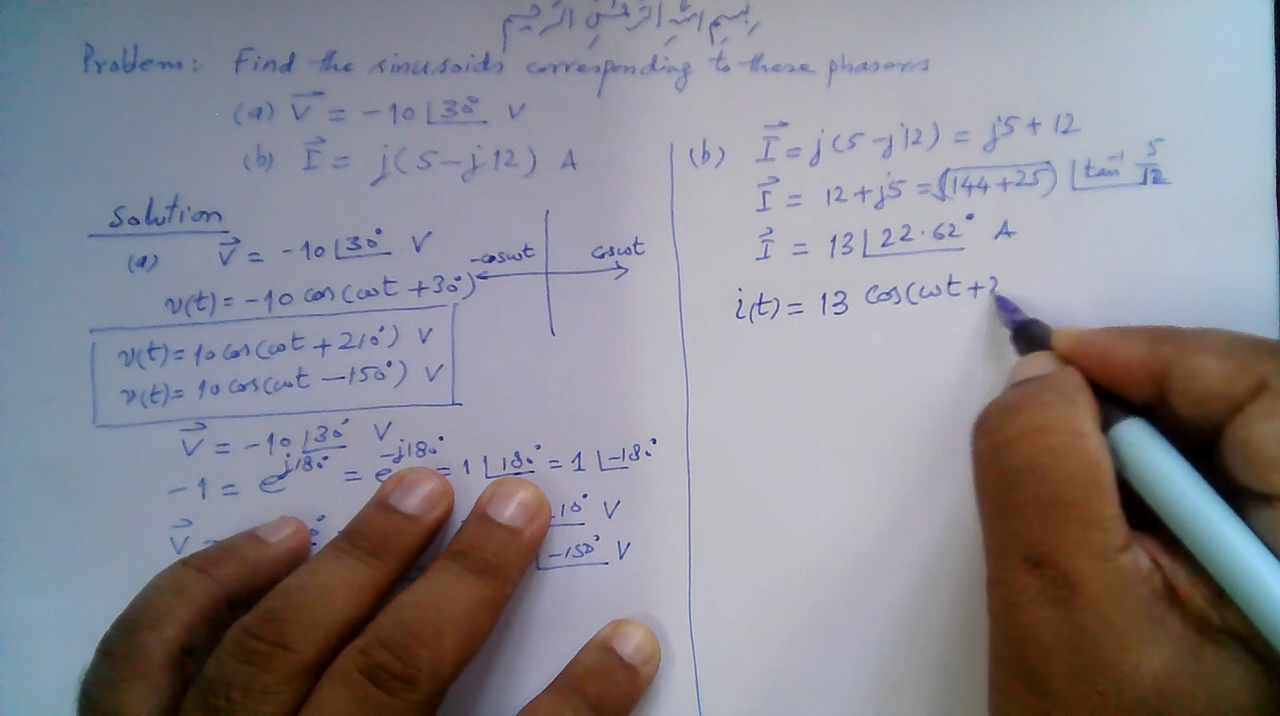 بسم الله الرحمن الرحيم
Problem:- Find the sinusoids corresponding to these phasors
(a) V⃗ = -10∠30° V
(b) I⃗ = j(5-j12) A
Solution
(a) V⃗ = -10∠30° V
-cosωt cosωt
v(t) = -10 cos(ωt+30°)
v(t) = 10 cos(ωt+210°) V
v(t) = 10 cos(ωt-150°) V
V⃗ = -10∠30° V
-1 = e^j180° = e^-j180° = 1∠180° = 1∠-180°
V⃗
10° V
∠-150° V
(b) I⃗ = j(5-j12) = j5+12
I⃗ = 12+j5 = √(144+25) ∠tan⁻¹ 5/12
I⃗ = 13∠22.62° A
i(t) = 13 cos(ωt+2